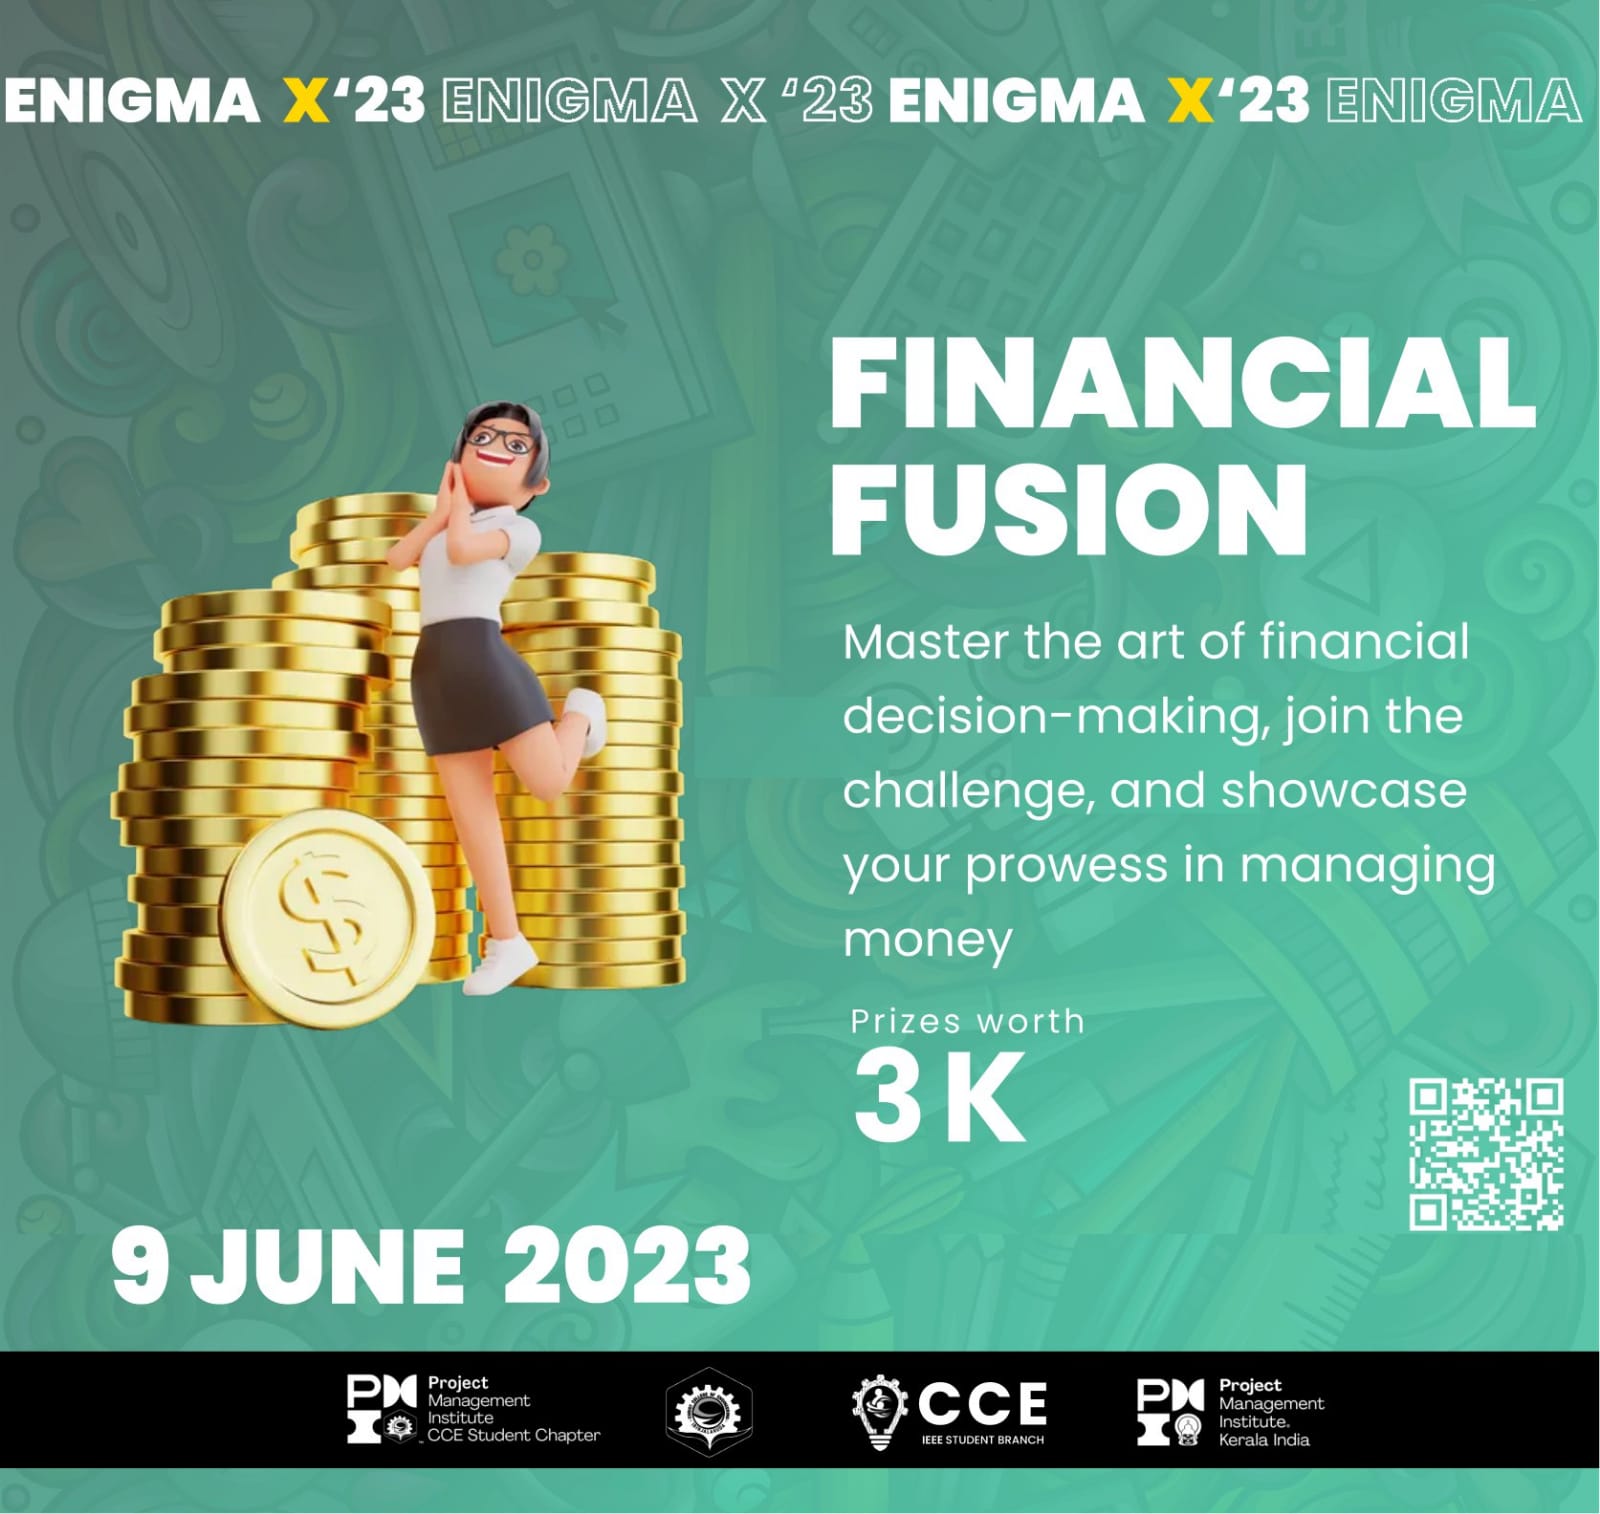 ENIGMA X‘23 ENIGMA X ‘23 ENIGMA X‘23 ENIGMA
FINANCIAL
FUSION
Master the art of financial
decision-making, join the
challenge, and showcase
your prowess in managing
money
Prizes worth
3K
9 JUNE 2023
PM
I
Project
Management
Institute
CCE Student Chapter
CCE
IEEE STUDENT BRANCH
PM
I
Project
Management
Institute.
Kerala India